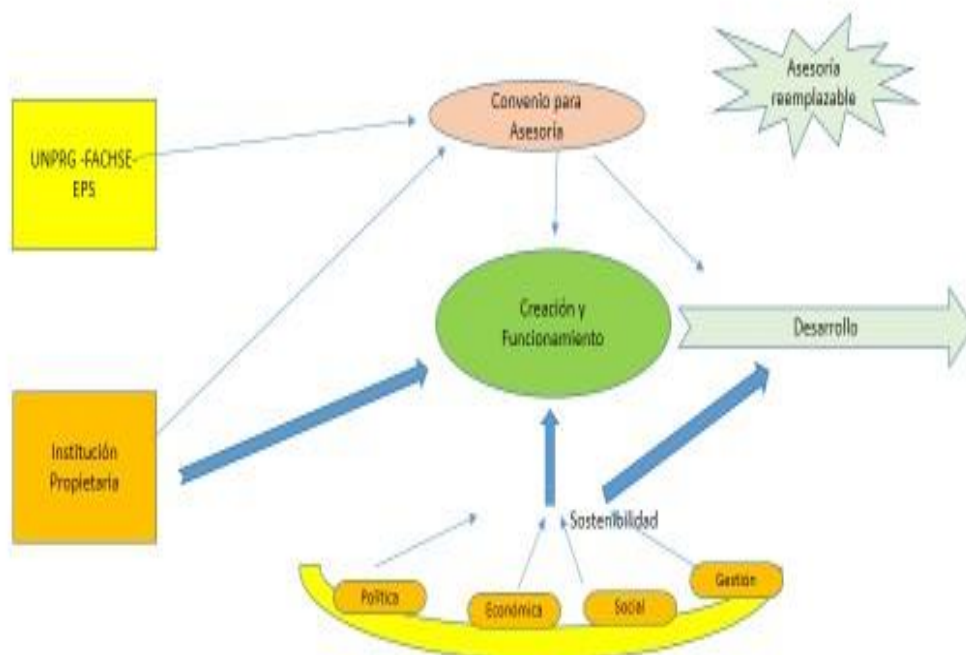 Asesoría
reemplazable
Convenio para
Asesoría
UNPRG -FACHSE-
EPS
Creación y
Funcionamiento
Desarrollo
Institución
Propietaria
Sostenibilidad
Política
Económica
Social
Gestión